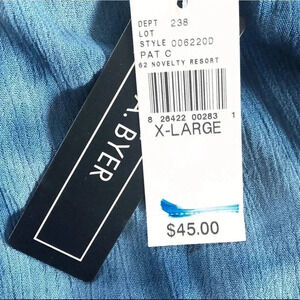 DEPT 238
LOT
STYLE 006220D
PAT C
62 NOVELTY RESORT
8 26422 00283 1
X-LARGE
$45.00
A. BYER